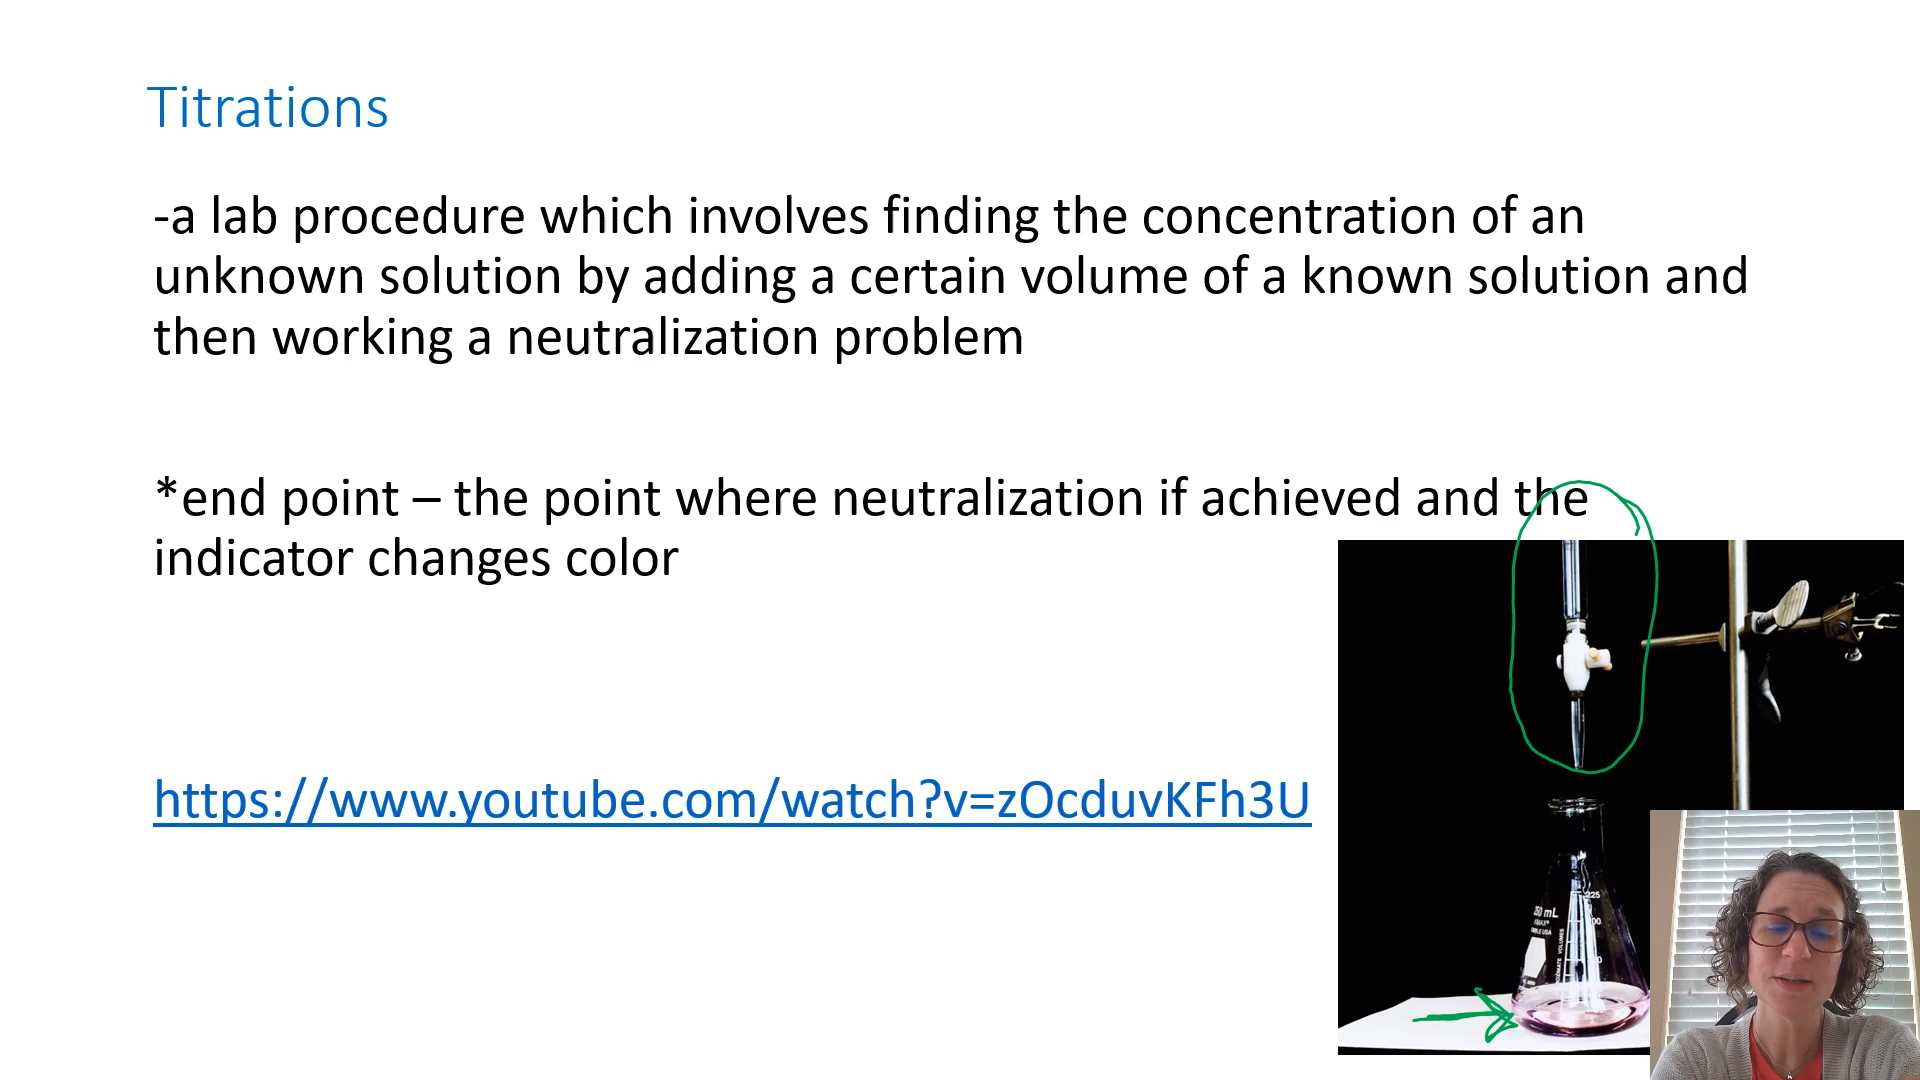 Titrations
-a lab procedure which involves finding the concentration of an
unknown solution by adding a certain volume of a known solution and
then working a neutralization problem
*end point – the point where neutralization if achieved and the
indicator changes color
https://www.youtube.com/watch?v=zOcduvKFh3U
225